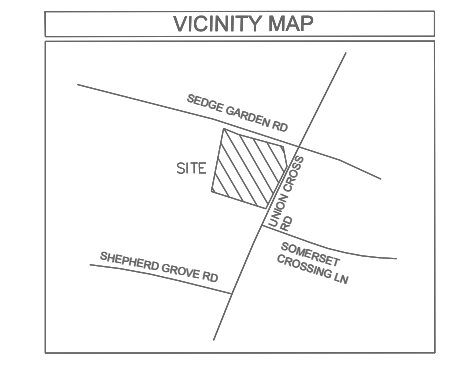 VICINITY MAP
SEDGE GARDEN RD
SITE
UNION CROSS
RD
SOMERSET
CROSSING LN
SHEPHERD GROVE RD